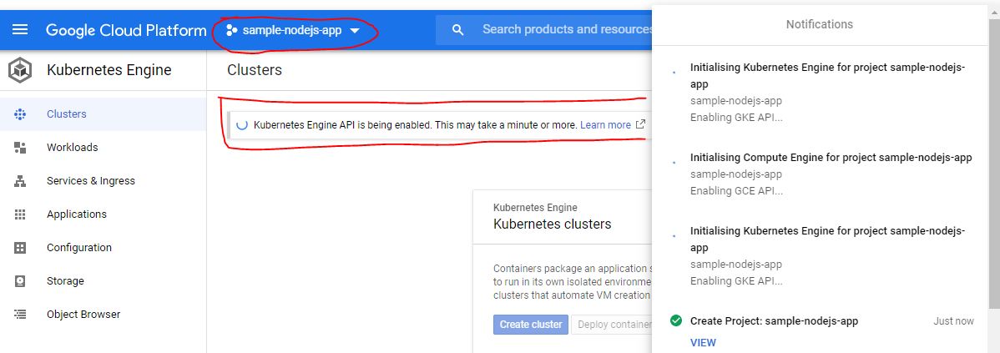 Google Cloud Platform
sample-nodejs-app
Search products and resources
Kubernetes Engine
Clusters
Workloads
Services & Ingress
Applications
Configuration
Storage
Object Browser
Clusters
Kubernetes Engine API is being enabled. This may take a minute or more. Learn more
Kubernetes Engine
Kubernetes clusters
Containers package an application s
to run in its own isolated environme
clusters that automate VM creation
Create cluster
Deploy container
Notifications
Initialising Kubernetes Engine for project sample-nodejs-
app
sample-nodejs-app
Enabling GKE API...
Initialising Compute Engine for project sample-nodejs-app
sample-nodejs-app
Enabling GCE API...
Initialising Kubernetes Engine for project sample-nodejs-
app
sample-nodejs-app
Enabling GKE API...
Create Project: sample-nodejs-app
Just now
VIEW